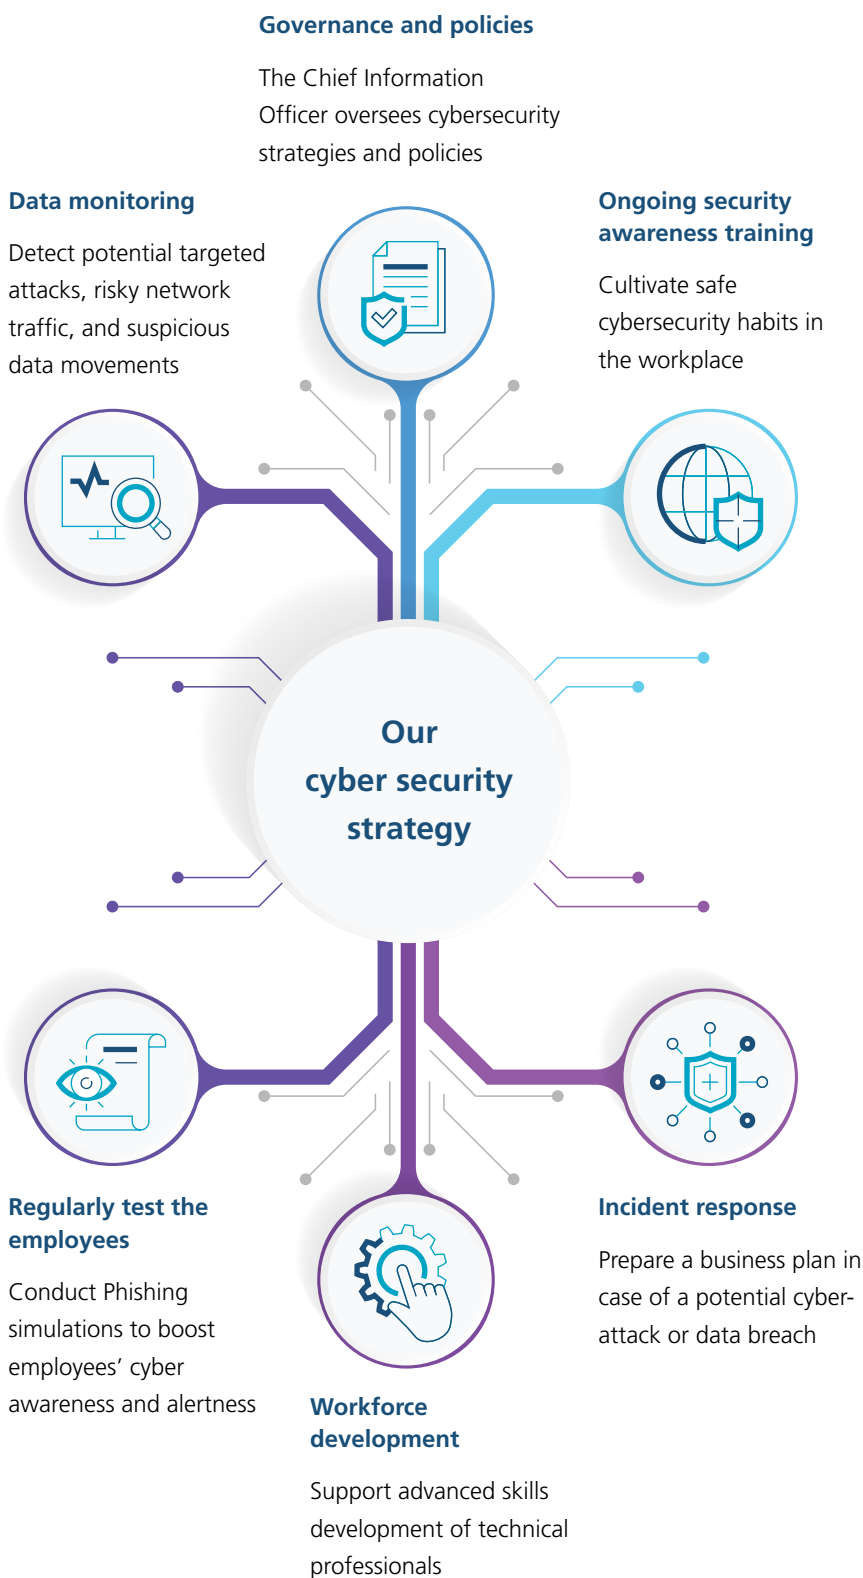 Governance and policies
The Chief Information
Officer oversees cybersecurity
strategies and policies
Data monitoring
Detect potential targeted
attacks, risky network
traffic, and suspicious
data movements
Ongoing security
awareness training
Cultivate safe
cybersecurity habits in
the workplace
Our
cyber security
strategy
Regularly test the
employees
Conduct Phishing
simulations to boost
employees’ cyber
awareness and alertness
Workforce
development
Support advanced skills
development of technical
professionals
Incident response
Prepare a business plan in
case of a potential cyber-
attack or data breach